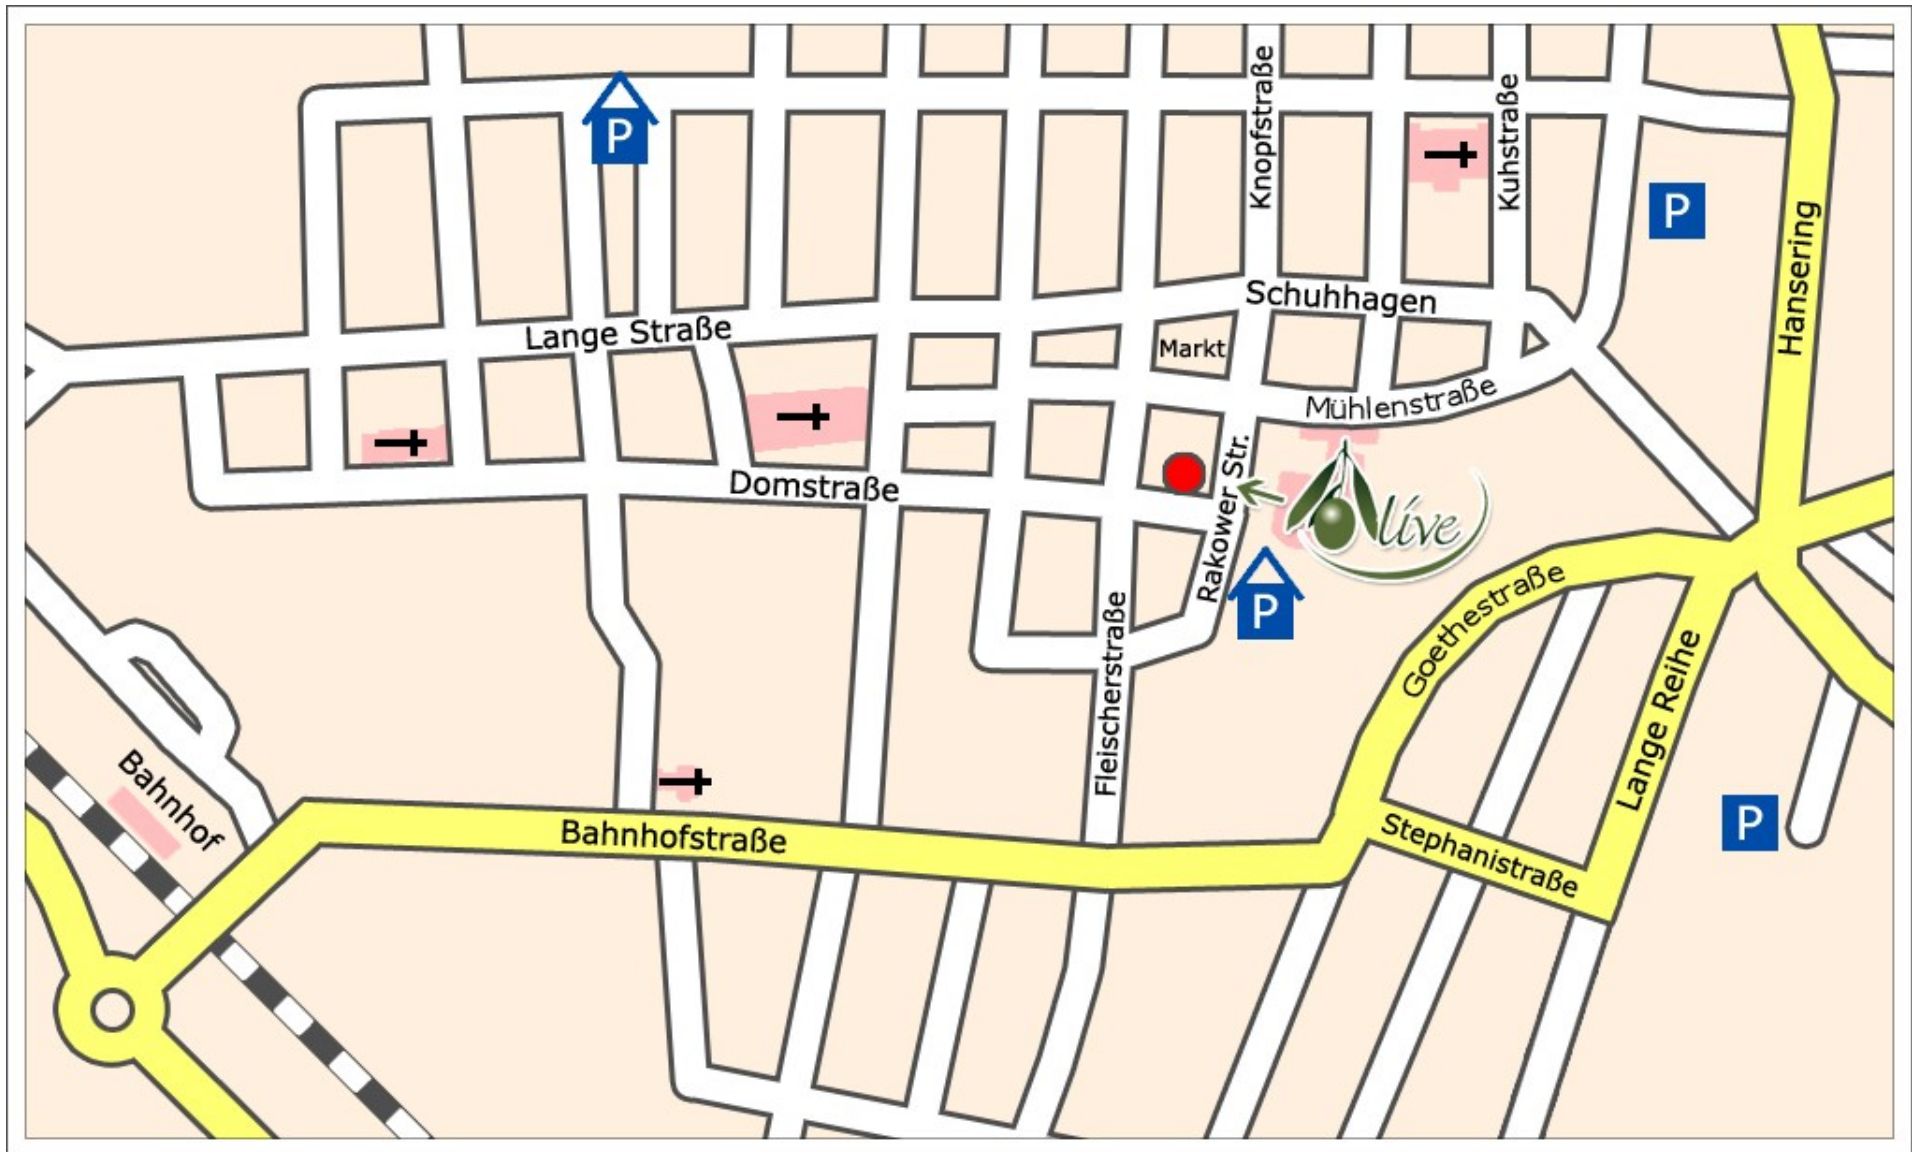 Knopfstraße
Kuhstraße
P
P
Hansering
Schuhhagen
Lange Straße
Markt
Mühlenstraße
Domstraße
Rakower Str.
Olive
P
Goethestraße
Fleischerstraße
Lange Reihe
Bahnhof
Bahnhofstraße
Stephanistraße
P